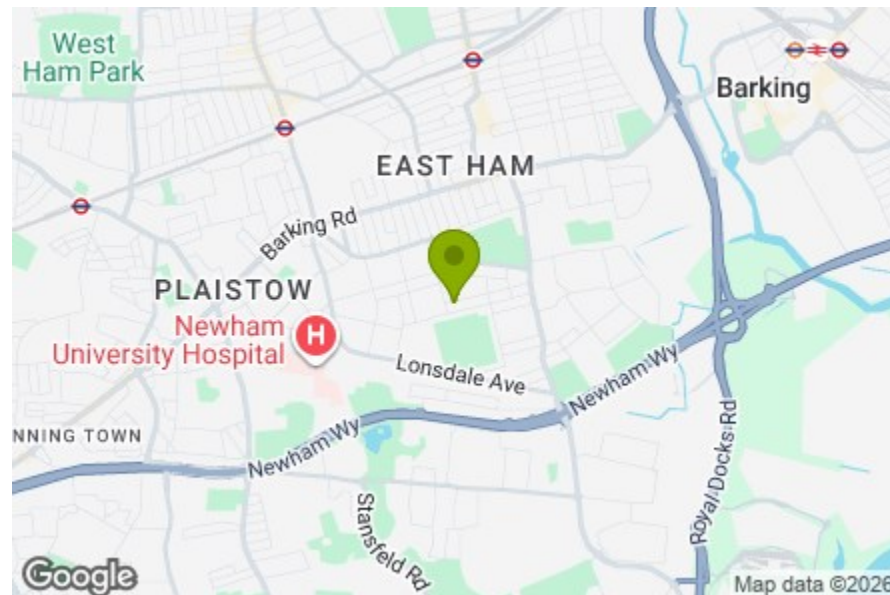 West
Ham Park
Barking
EAST HAM
Barking Rd
PLAISTOW
Newham
University Hospital
H
Lonsdale Ave
Newham Wy
NNING TOWN
Newham Wy
Stansfeld Rd
Royal Docks Rd
Google
Map data ©2026